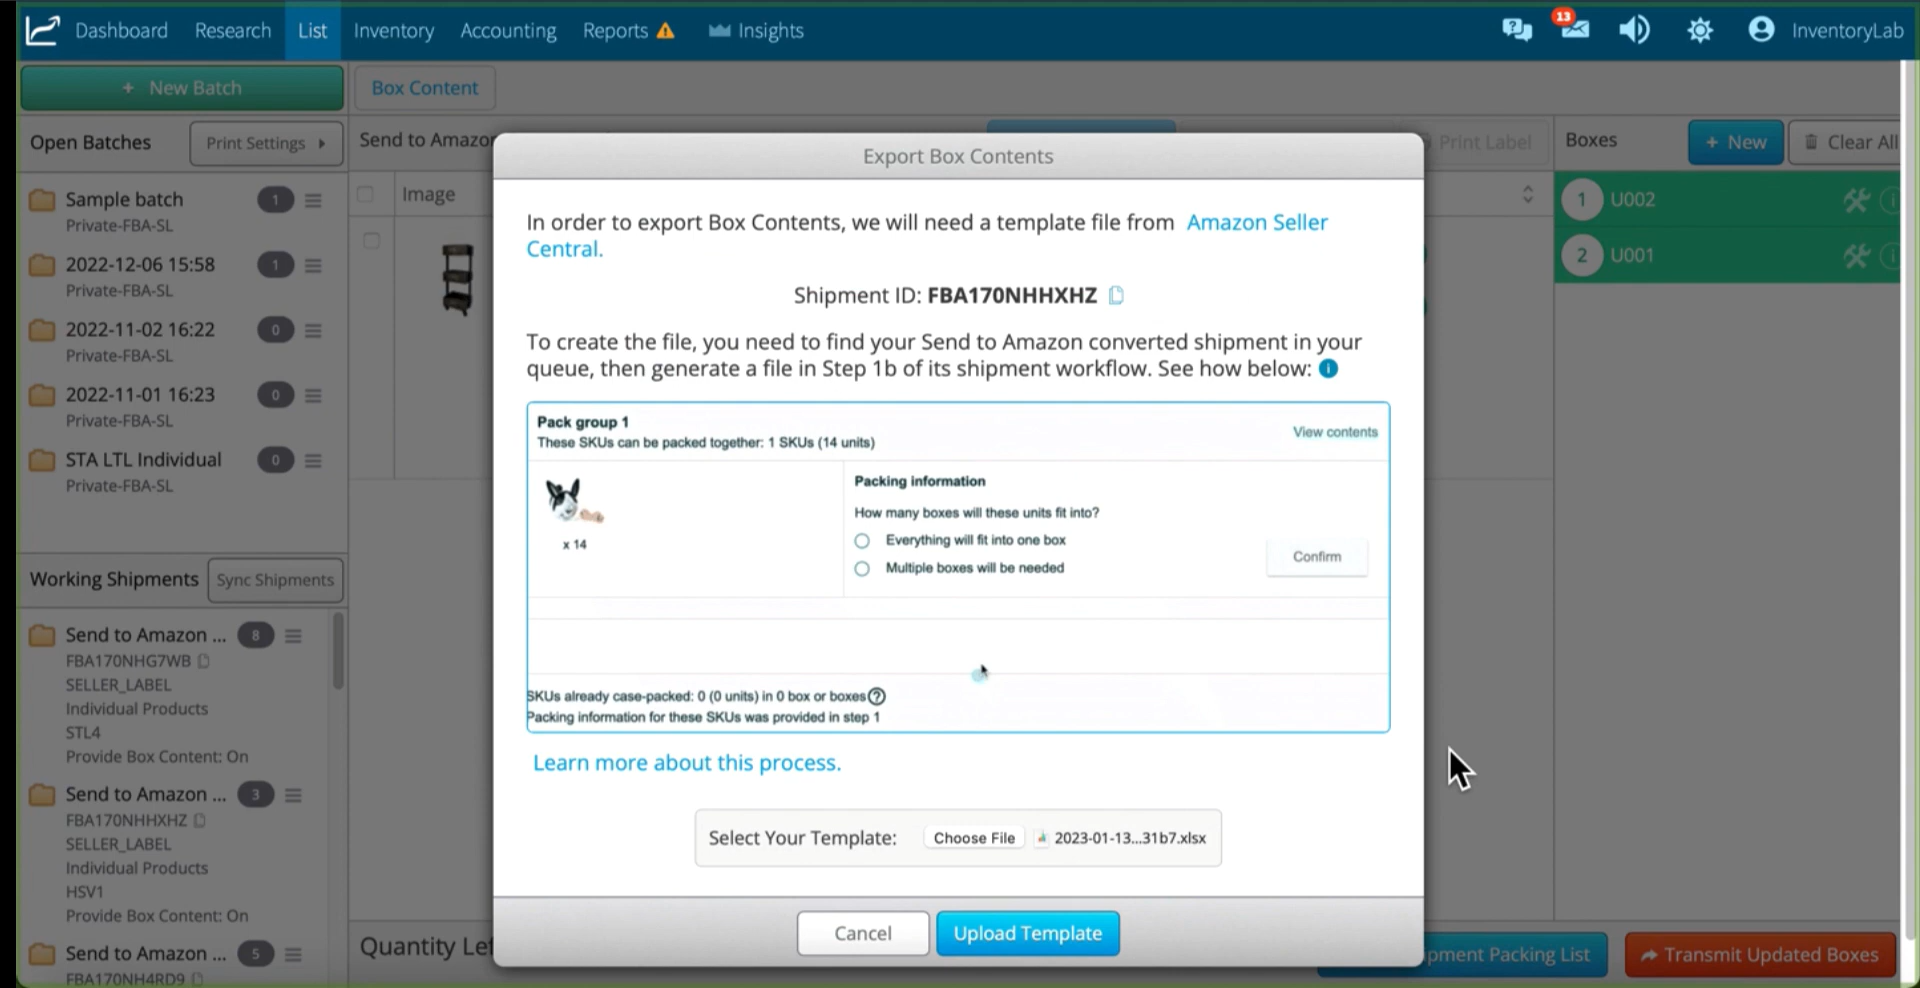 Dashboard Research List Inventory Accounting Reports Insights 13 InventoryLab
+ New Batch Box Content
Open Batches Print Settings Send to Amazon Print Label Boxes + New Clear All
Image
Sample batch 1
Private-FBA-SL
2022-12-06 15:58 1
Private-FBA-SL
2022-11-02 16:22 0
Private-FBA-SL
2022-11-01 16:23 0
Private-FBA-SL
STA LTL Individual 0
Private-FBA-SL
1 U002
2 U001
Working Shipments Sync Shipments
Send to Amazon ... 8
FBA170NHG7WB
SELLER_LABEL
Individual Products
STL4
Provide Box Content: On
Send to Amazon ... 3
FBA170NHHXHZ
SELLER_LABEL
Individual Products
HSV1
Provide Box Content: On
Send to Amazon ... 5
FBA170NH4RD9
Export Box Contents
In order to export Box Contents, we will need a template file from Amazon Seller
Central.
Shipment ID: FBA170NHHXHZ
To create the file, you need to find your Send to Amazon converted shipment in your
queue, then generate a file in Step 1b of its shipment workflow. See how below:
Pack group 1
These SKUs can be packed together: 1 SKUs (14 units)
View contents
x 14
Packing information
How many boxes will these units fit into?
Everything will fit into one box
Multiple boxes will be needed
Confirm
SKUs already case-packed: 0 (0 units) in 0 box or boxes
Packing information for these SKUs was provided in step 1
Learn more about this process.
Select Your Template: Choose File 2023-01-13...31b7.xlsx
Cancel Upload Template
Quantity Lef
pment Packing List Transmit Updated Boxes